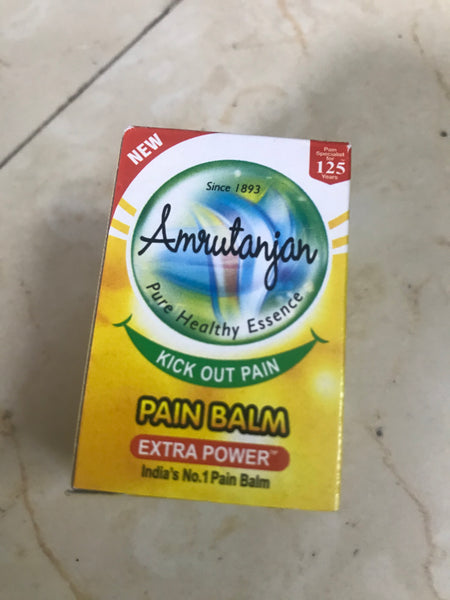 NEW
Pain
Specialist
for
125
Years
Since 1893
Amrutanjan
Pure Healthy Essence
KICK OUT PAIN
PAIN BALM
EXTRA POWER™
India's No.1 Pain Balm